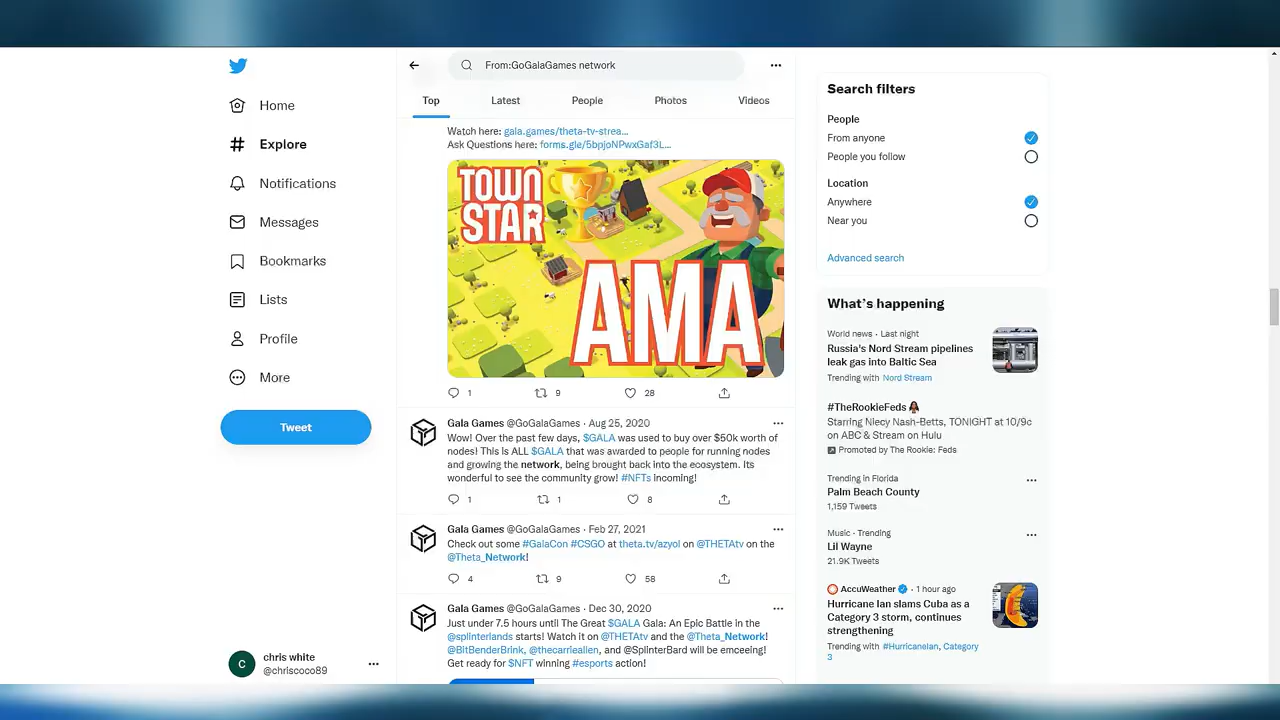 From:GoGalaGames network
Top
Latest
People
Photos
Videos
Home
Explore
Notifications
Messages
Bookmarks
Lists
Profile
More
Tweet
chris white
@chriscoco89
Watch here: gala.games/theta-tv-strea...
Ask Questions here: forms.gle/5bpjoNPwxGaf3L...
TOWN
STAR
AMA
1
9
28
Gala Games @GoGalaGames · Aug 25, 2020
Wow! Over the past few days, $GALA was used to buy over $50k worth of
nodes! This is ALL $GALA that was awarded to people for running nodes
and growing the network, being brought back into the ecosystem. Its
wonderful to see the community grow! #NFTs incoming!
1
1
8
Gala Games @GoGalaGames · Feb 27, 2021
Check out some #GalaCon #CSGO at theta.tv/azyol on @THETAtv on the
@Theta_Network!
4
9
58
Gala Games @GoGalaGames · Dec 30, 2020
Just under 7.5 hours until The Great $GALA Gala: An Epic Battle in the
@splinterlands starts! Watch it on @THETAtv and the @Theta_Network!
@BitBenderBrink, @thecarriealien, and @SplinterBard will be emceeing!
Get ready for $NFT winning #esports action!
Search filters
People
From anyone
People you follow
Location
Anywhere
Near you
Advanced search
What's happening
World news · Last night
Russia's Nord Stream pipelines
leak gas into Baltic Sea
Trending with Nord Stream
#TheRookieFeds
Starring Niecy Nash-Betts, TONIGHT at 10/9c
on ABC & Stream on Hulu
Promoted by The Rookie: Feds
Trending in Florida
Palm Beach County
1,159 Tweets
Music · Trending
Lil Wayne
21.9K Tweets
AccuWeather · 1 hour ago
Hurricane Ian slams Cuba as a
Category 3 storm, continues
strengthening
Trending with #HurricaneIan, Category
3